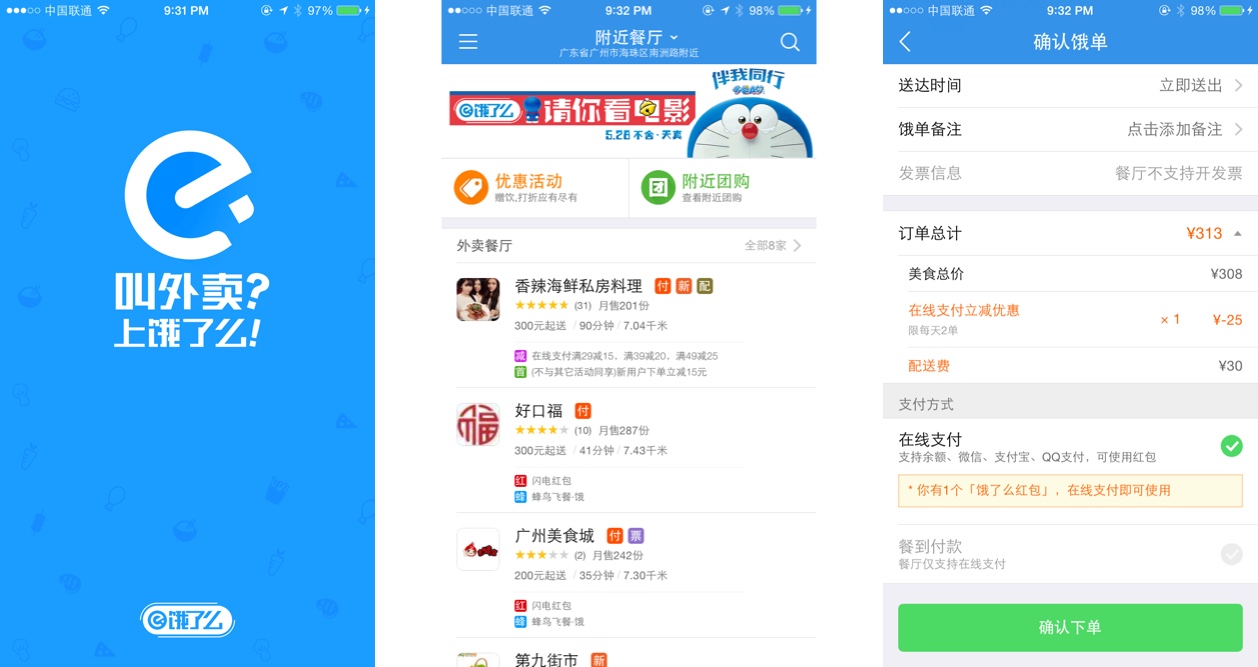 中国联通
9:31 PM
97%
叫外卖?
上饿了么!
饿了么
中国联通
9:32 PM
98%
附近餐厅
广东省广州市海珠区南洲路附近
伴我同行
饿了么
请你看电影
5.28 不舍·天真
优惠活动
赠饮,打折应有尽有
附近团购
查看附近团购
团
外卖餐厅
全部8家
香辣海鲜私房料理 付 新 配
(31) 月售201份
300元起送 / 90分钟 / 7.04千米
减 在线支付满29减15，满39减20，满49减25
首 (不与其它活动同享)新用户下单立减15元
好口福 付
福
(10) 月售287份
300元起送 / 41分钟 / 7.43千米
红 闪电红包
蜂 蜂鸟飞餐·饿
广州美食城 付 票
(2) 月售242份
200元起送 / 35分钟 / 7.30千米
红 闪电红包
蜂 蜂鸟飞餐·饿
第九街市 新
中国联通
9:32 PM
98%
确认饿单
送达时间
立即送出
饿单备注
点击添加备注
发票信息
餐厅不支持开发票
订单总计
¥313
美食总价
¥308
在线支付立减优惠
限每天2单
× 1
¥-25
配送费
¥30
支付方式
在线支付
支持余额、微信、支付宝、QQ支付，可使用红包
* 你有1个「饿了么红包」，在线支付即可使用
餐到付款
餐厅仅支持在线支付
确认下单